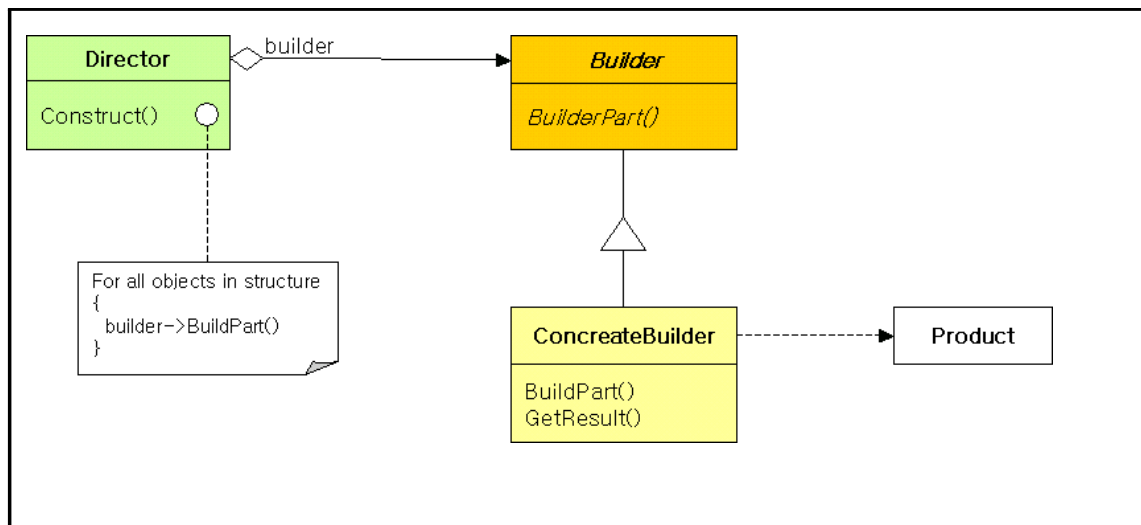 Director
builder
Builder
Construct()
BuilderPart()
For all objects in structure
{
builder->BuildPart()
}
ConcreateBuilder
Product
BuildPart()
GetResult()